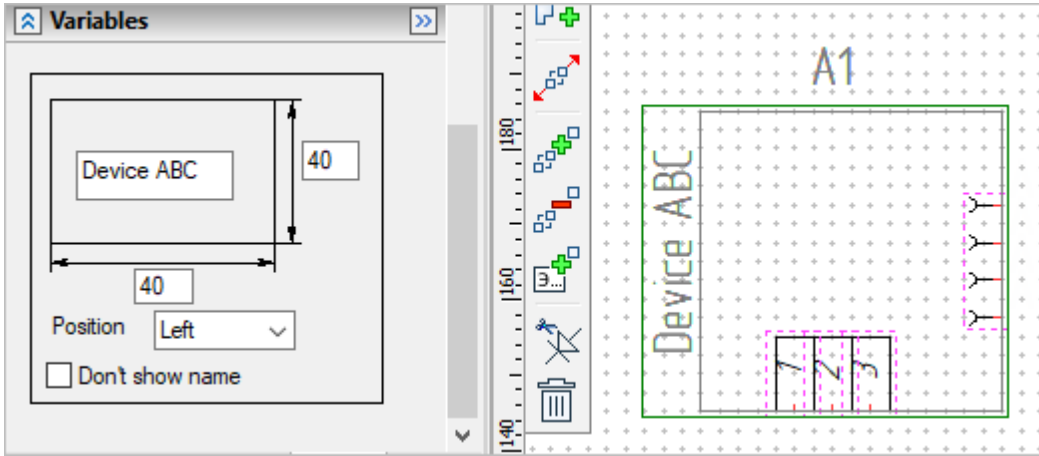 Variables
Device ABC
40
40
Position
Left
Don't show name
180
160
140
Э...
A1
Device ABC
1
2
3